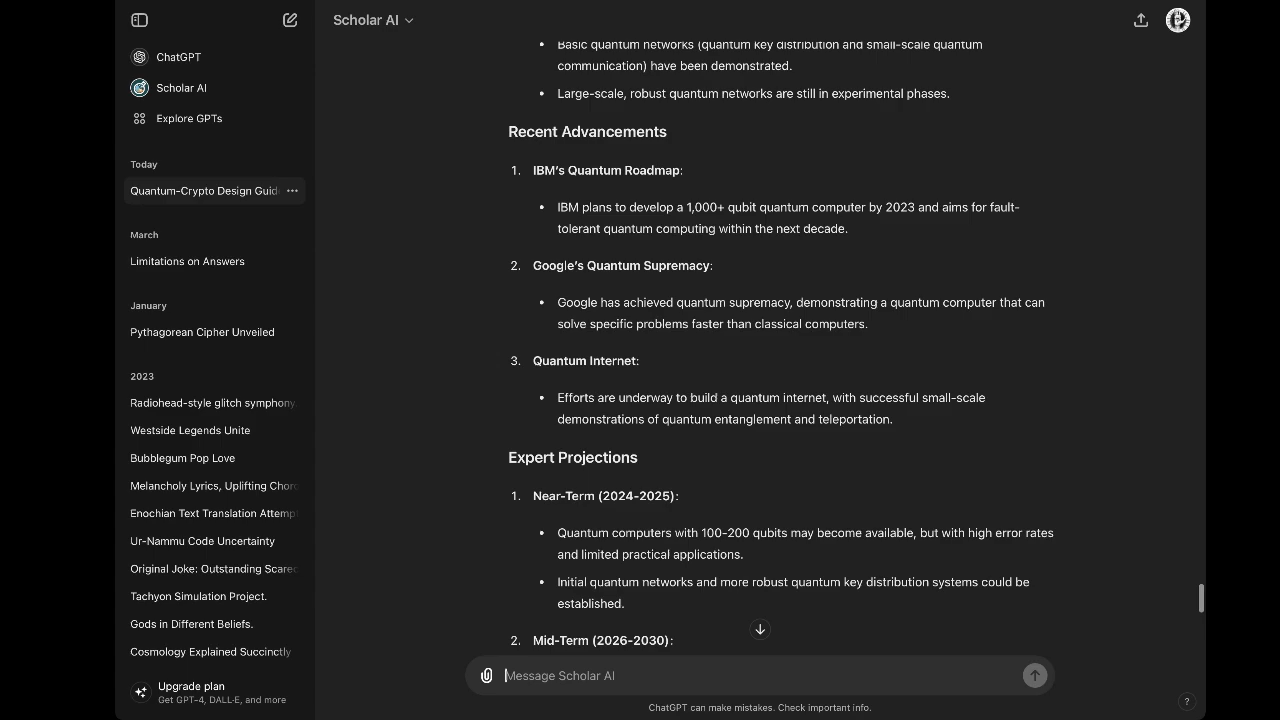 Scholar AI
ChatGPT
Scholar AI
Explore GPTs
Today
Quantum-Crypto Design Guid
March
Limitations on Answers
January
Pythagorean Cipher Unveiled
2023
Radiohead-style glitch symphony.
Westside Legends Unite
Bubblegum Pop Love
Melancholy Lyrics, Uplifting Chor
Enochian Text Translation Attempt
Ur-Nammu Code Uncertainty
Original Joke: Outstanding Scarec
Tachyon Simulation Project.
Gods in Different Beliefs.
Cosmology Explained Succinctly
Upgrade plan
Get GPT-4, DALL·E, and more
• Basic quantum networks (quantum key distribution and small-scale quantum
communication) have been demonstrated.
• Large-scale, robust quantum networks are still in experimental phases.
Recent Advancements
1. IBM's Quantum Roadmap:
• IBM plans to develop a 1,000+ qubit quantum computer by 2023 and aims for fault-
tolerant quantum computing within the next decade.
2. Google's Quantum Supremacy:
• Google has achieved quantum supremacy, demonstrating a quantum computer that can
solve specific problems faster than classical computers.
3. Quantum Internet:
• Efforts are underway to build a quantum internet, with successful small-scale
demonstrations of quantum entanglement and teleportation.
Expert Projections
1. Near-Term (2024-2025):
• Quantum computers with 100-200 qubits may become available, but with high error rates
and limited practical applications.
• Initial quantum networks and more robust quantum key distribution systems could be
established.
2. Mid-Term (2026-2030):
Message Scholar AI
ChatGPT can make mistakes. Check important info.
?